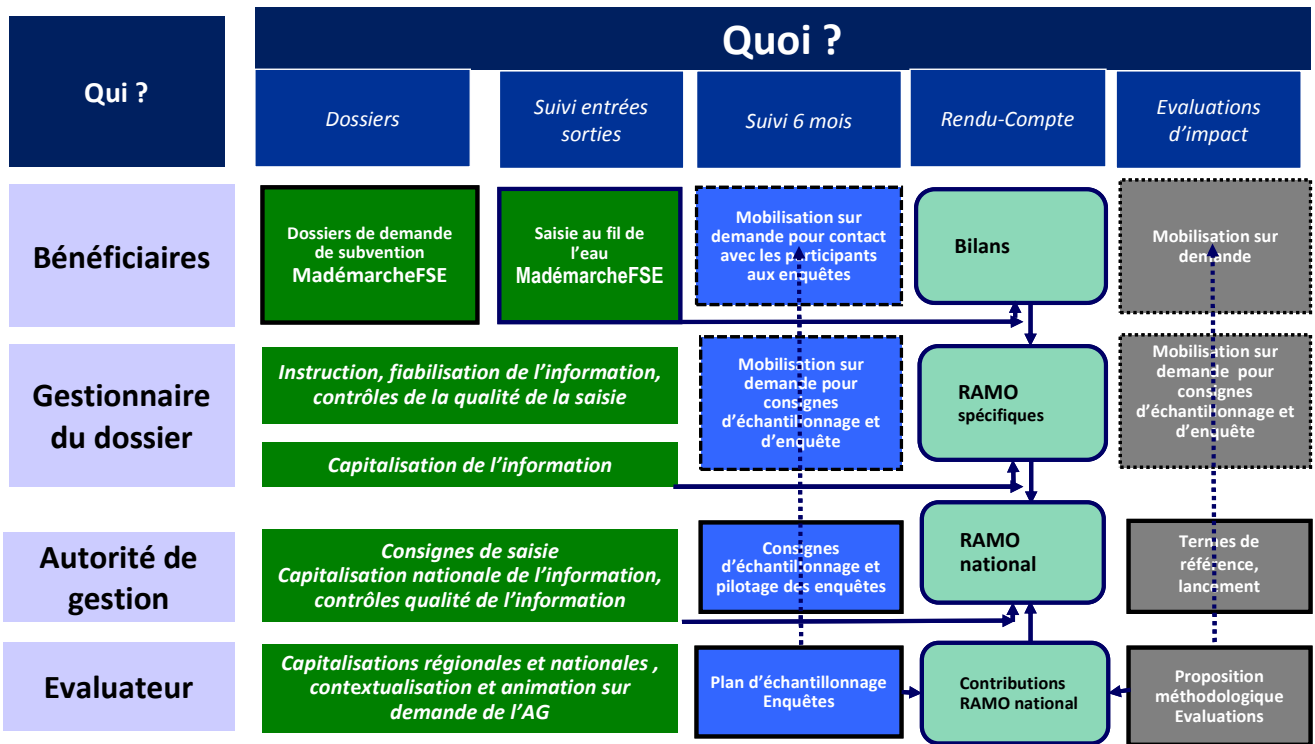 Qui ?
Quoi ?
Dossiers
Suivi entrées
sorties
Suivi 6 mois
Rendu-Compte
Evaluations
d'impact
Bénéficiaires
Dossiers de demande
de subvention
MadémarcheFSE
Saisie au fil de
l'eau
MadémarcheFSE
Mobilisation sur
demande pour contact
avec les participants
aux enquêtes
Bilans
Mobilisation sur
demande
Gestionnaire
du dossier
Instruction, fiabilisation de l'information,
contrôles de la qualité de la saisie
Capitalisation de l'information
Mobilisation sur
demande pour
consignes
d'échantillonnage et
d'enquête
RAMO
spécifiques
Mobilisation sur
demande pour
consignes
d'échantillonnage et
d'enquête
Autorité de
gestion
Consignes de saisie
Capitalisation nationale de l'information,
contrôles qualité de l'information
Consignes
d'échantillonnage et
pilotage des enquêtes
RAMO
national
Termes de
référence,
lancement
Evaluateur
Capitalisations régionales et nationales ,
contextualisation et animation sur
demande de l'AG
Plan d'échantillonnage
Enquêtes
Contributions
RAMO national
Proposition
méthodologique
Evaluations